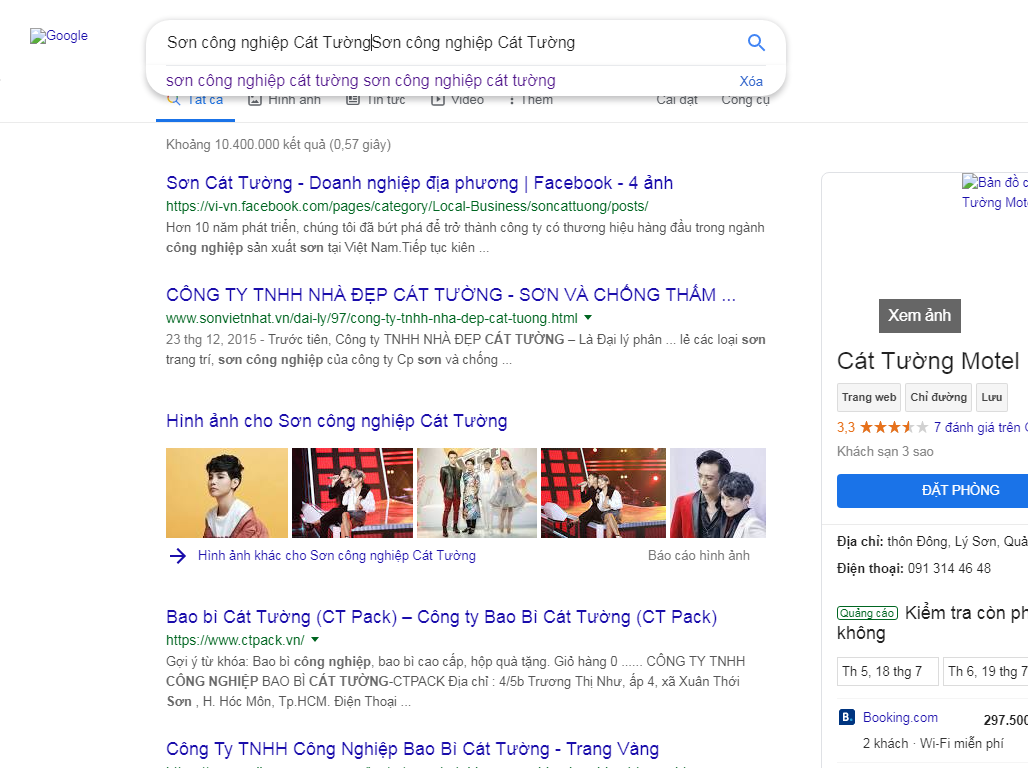 Google
Sơn công nghiệp Cát TườngSơn công nghiệp Cát Tường
sơn công nghiệp cát tường sơn công nghiệp cát tường
Xóa
Tất cả Hình ảnh Tin tức Video Thêm Cài đặt Công cụ
Khoảng 10.400.000 kết quả (0,57 giây)
Sơn Cát Tường - Doanh nghiệp địa phương | Facebook - 4 ảnh
https://vi-vn.facebook.com/pages/category/Local-Business/soncattuong/posts/
Hơn 10 năm phát triển, chúng tôi đã bứt phá để trở thành công ty có thương hiệu hàng đầu trong ngành
công nghiệp sản xuất sơn tại Việt Nam.Tiếp tục kiên ...
CÔNG TY TNHH NHÀ ĐẸP CÁT TƯỜNG - SƠN VÀ CHỐNG THẤM ...
www.sonvietnhat.vn/dai-ly/97/cong-ty-tnhh-nha-dep-cat-tuong.html
23 thg 12, 2015 - Trước tiên, Công ty TNHH NHÀ ĐẸP CÁT TƯỜNG – Là Đại lý phân ... lẻ các loại sơn
trang trí, sơn công nghiệp của công ty Cp sơn và chống ...
Hình ảnh cho Sơn công nghiệp Cát Tường
Hình ảnh khác cho Sơn công nghiệp Cát Tường
Báo cáo hình ảnh
Bao bì Cát Tường (CT Pack) – Công ty Bao Bì Cát Tường (CT Pack)
https://www.ctpack.vn/
Gợi ý từ khóa: Bao bì công nghiệp, bao bì cao cấp, hộp quà tặng. Giỏ hàng 0 ...... CÔNG TY TNHH
CÔNG NGHIỆP BAO BÌ CÁT TƯỜNG-CTPACK Địa chỉ : 4/5b Trương Thị Như, ấp 4, xã Xuân Thới
Sơn , H. Hóc Môn, Tp.HCM. Điện Thoại ...
Công Ty TNHH Công Nghiệp Bao Bì Cát Tường - Trang Vàng
Bản đồ c
Tường Mot
Xem ảnh
Cát Tường Motel
Trang web Chỉ đường Lưu
3,3 7 đánh giá trên
Khách sạn 3 sao
ĐẶT PHÒNG
Địa chỉ: thôn Đông, Lý Sơn, Quả
Điện thoại: 091 314 46 48
Quảng cáo Kiểm tra còn ph
không
Th 5, 18 thg 7 Th 6, 19 thg 7
B. Booking.com 297.500
2 khách · Wi-Fi miễn phí